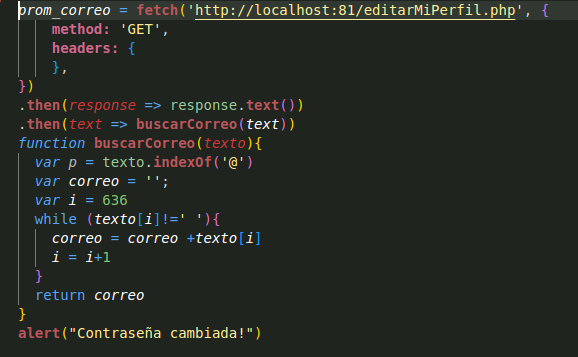 prom_correo = fetch('http://localhost:81/editarMiPerfil.php', {
method: 'GET',
headers: {
},
})
.then(response => response.text())
.then(text => buscarCorreo(text))
function buscarCorreo(texto){
var p = texto.indexOf('@')
var correo = '';
var i = 636
while (texto[i]!=' '){
correo = correo +texto[i]
i = i+1
}
return correo
}
alert("Contraseña cambiada!")